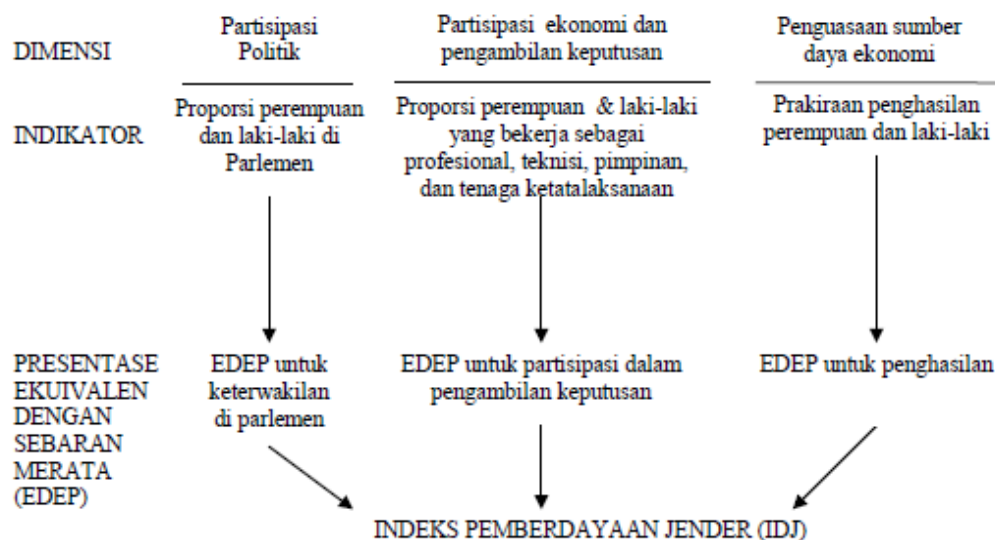 DIMENSI
Partisipasi
Politik
Partisipasi ekonomi dan
pengambilan keputusan
Penguasaan sumber
daya ekonomi
INDIKATOR
Proporsi perempuan
dan laki-laki di
Parlemen
Proporsi perempuan & laki-laki
yang bekerja sebagai
profesional, teknisi, pimpinan,
dan tenaga ketatalaksanaan
Prakiraan penghasilan
perempuan dan laki-laki
PRESENTASE
EKUIVALEN
DENGAN
SEBARAN
MERATA
(EDEP)
EDEP untuk
keterwakilan
di parlemen
EDEP untuk partisipasi dalam
pengambilan keputusan
EDEP untuk penghasilan
INDEKS PEMBERDAYAAN JENDER (IDJ)